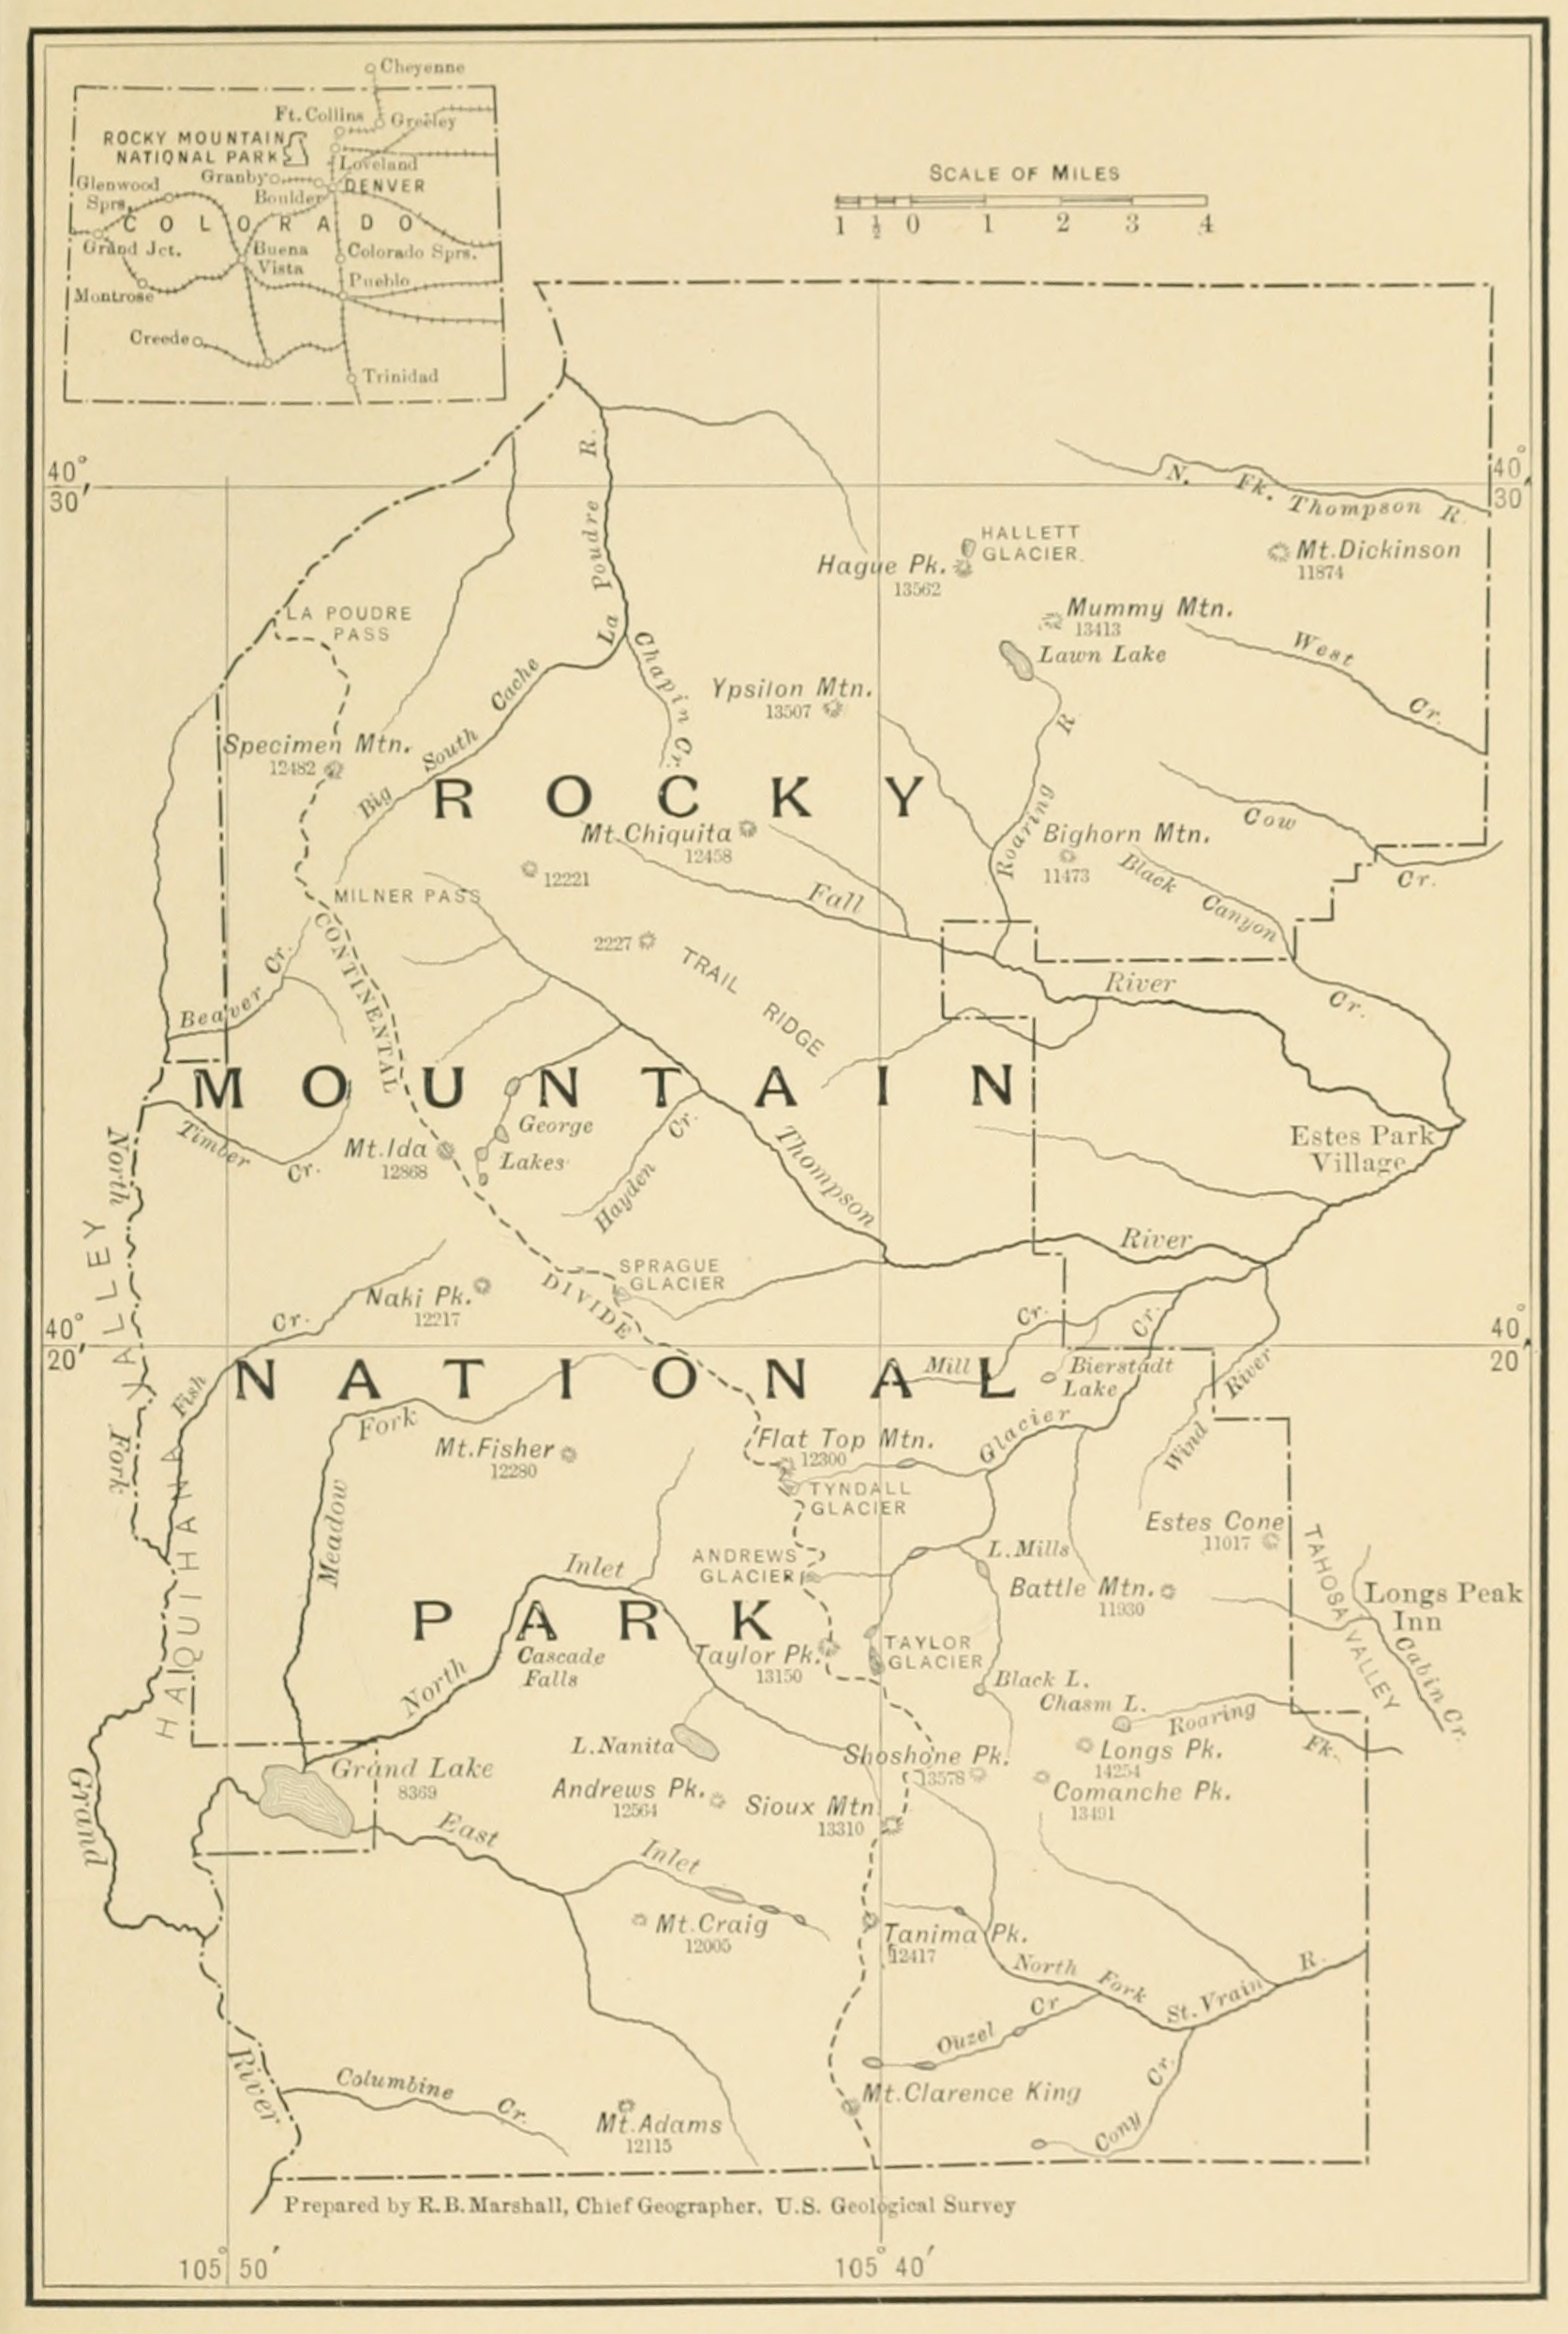 Cheyenne
Ft. Collins
Greeley
ROCKY MOUNTAIN
NATIONAL PARK
Loveland
Glenwood
Sprs.
Granby
Boulder
DENVER
COLORADO
Grand Jct.
Buena
Vista
Colorado Sprs.
Pueblo
Montrose
Creede
Trinidad
SCALE OF MILES
1 ½ 0 1 2 3 4
40°
30′
40°
30′
N. Fk. Thompson R.
La Poudre R.
HALLETT
GLACIER
Hague Pk.
13562
Mt. Dickinson
11874
LA POUDRE
PASS
Mummy Mtn.
13413
Lawn Lake
West Cr.
Chapin Cr.
Big South Cache
Ypsilon Mtn.
13507
Specimen Mtn.
12482
R.
Roaring
ROCKY
Cow Cr.
Mt. Chiquita
12458
Bighorn Mtn.
11473
Black Canyon Cr.
12221
MILNER PASS
Fall River
2227
TRAIL RIDGE
Beaver Cr.
CONTINENTAL
DIVIDE
MOUNTAIN
Timber Cr.
Mt. Ida
12868
George
Lakes
Hayden Cr.
Thompson River
Estes Park
Village
North
Fork
SPRAGUE
GLACIER
Naki Pk.
12217
Fish Cr.
40°
20′
40°
20′
NATIONAL
Mill Cr.
Bierstadt
Lake
Glacier Cr.
Wind River
Meadow Fork
Mt. Fisher
12280
Flat Top Mtn.
12300
TYNDALL
GLACIER
Estes Cone
11017
HAIQUIHANA VALLEY
North Inlet
ANDREWS
GLACIER
L. Mills
Battle Mtn.
11930
TAHOSA VALLEY
Longs Peak
Inn
Cabin Cr.
PARK
Cascade
Falls
Taylor Pk.
13150
TAYLOR
GLACIER
Black L.
Chasm L.
Roaring Fk.
L. Nanita
Shoshone Pk.
13578
Longs Pk.
14254
Grand Lake
8369
Andrews Pk.
12564
Sioux Mtn.
13310
Comanche Pk.
13491
Grand River
East Inlet
Mt. Craig
12005
Tanima Pk.
12417
North Fork St. Vrain R.
Ouzel Cr
Columbine Cr.
Mt. Clarence King
Mt. Adams
12115
Cony Cr.
Prepared by R.B. Marshall, Chief Geographer, U.S. Geological Survey
105° 50′
105° 40′